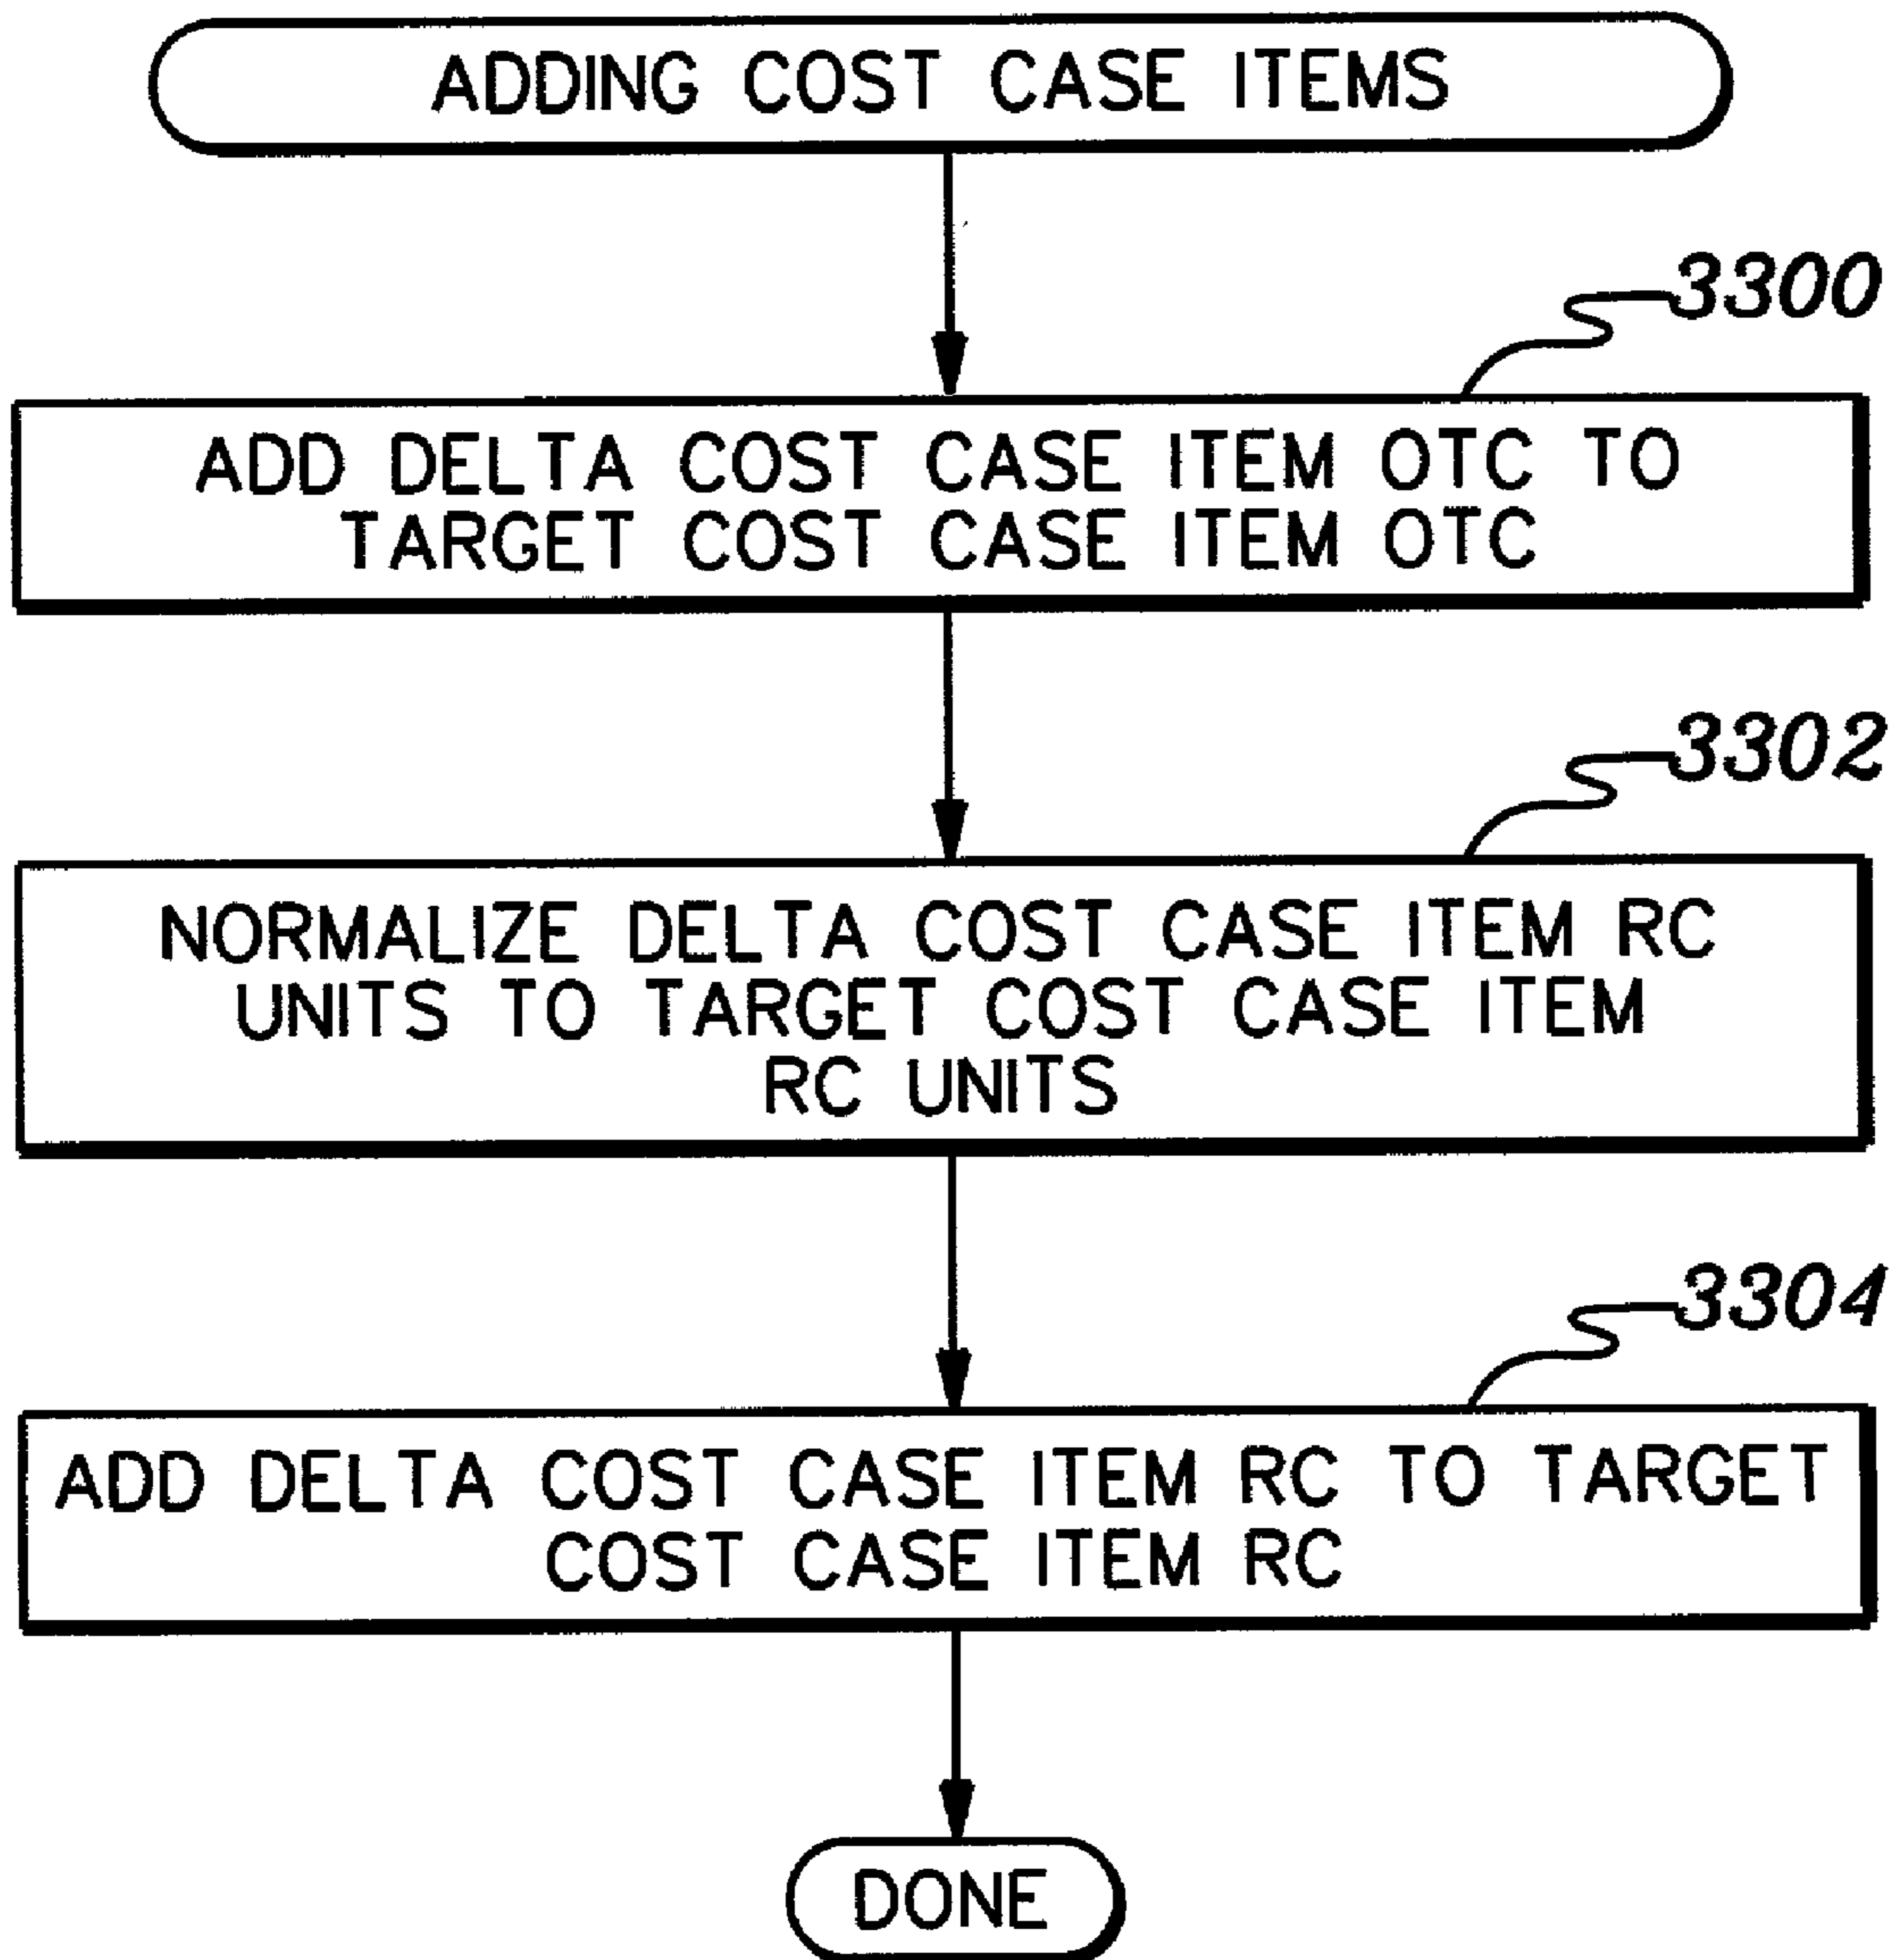 ADDING COST CASE ITEMS
3300
ADD DELTA COST CASE ITEM OTC TO
TARGET COST CASE ITEM OTC
3302
NORMALIZE DELTA COST CASE ITEM RC
UNITS TO TARGET COST CASE ITEM
RC UNITS
3304
ADD DELTA COST CASE ITEM RC TO TARGET
COST CASE ITEM RC
DONE